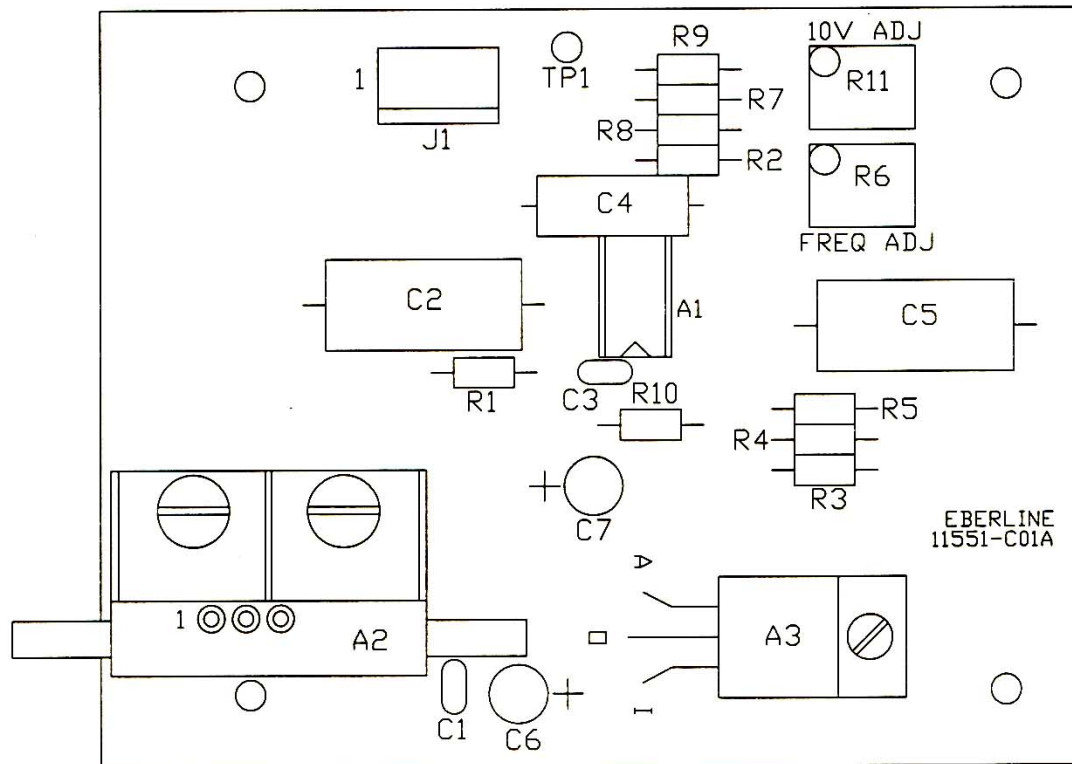 10V ADJ
R9
1
TP1
R11
R7
R8
J1
R2
R6
C4
FREQ ADJ
C2
A1
C5
R1
C3
R10
R5
R4
R3
C7
EBERLINE
11551-C01A
A
1
A2
O
A3
I
C1
C6